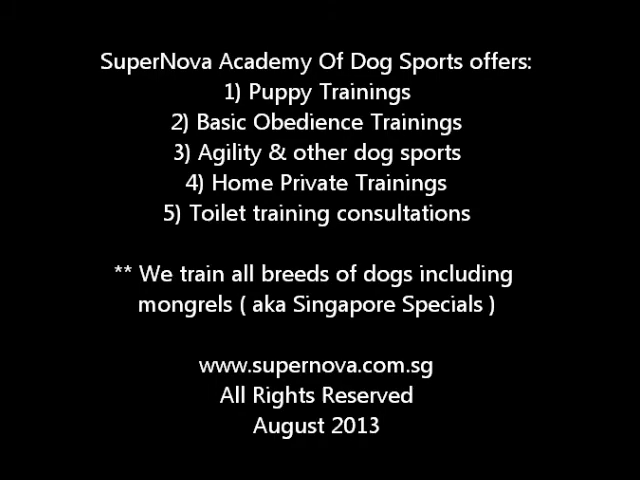 SuperNova Academy Of Dog Sports offers:
1) Puppy Trainings
2) Basic Obedience Trainings
3) Agility & other dog sports
4) Home Private Trainings
5) Toilet training consultations
** We train all breeds of dogs including
mongrels ( aka Singapore Specials )
www.supernova.com.sg
All Rights Reserved
August 2013